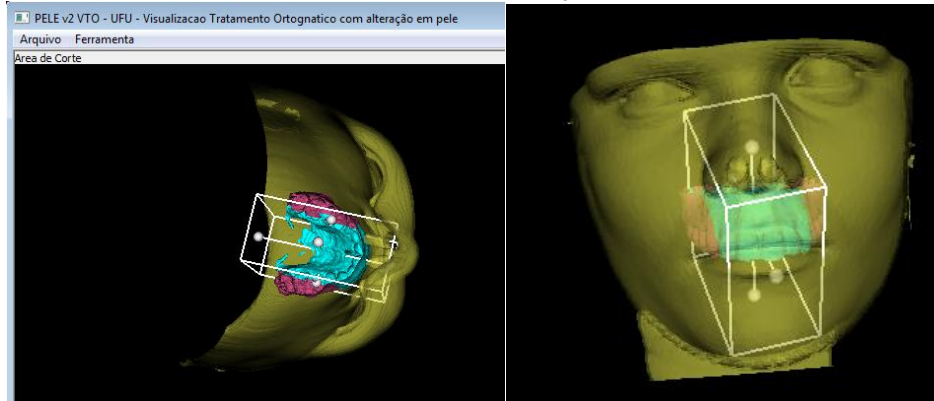 PELE v2 VTO - UFU - Visualizacao Tratamento Ortognatico com alteração em pele
Arquivo Ferramenta
Area de Corte